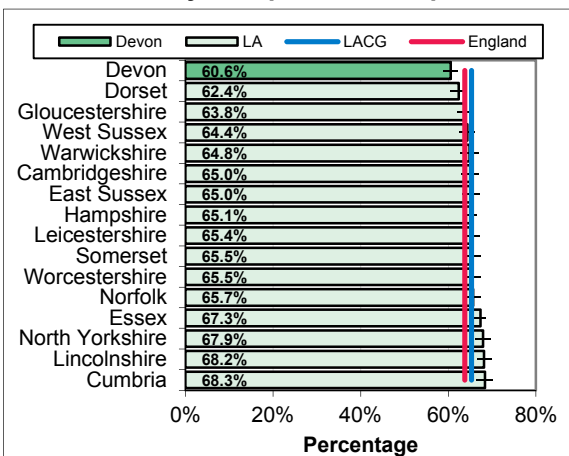 Devon LA LACG England
Devon 60.6%
Dorset 62.4%
Gloucestershire 63.8%
West Sussex 64.4%
Warwickshire 64.8%
Cambridgeshire 65.0%
East Sussex 65.0%
Hampshire 65.1%
Leicestershire 65.4%
Somerset 65.5%
Worcestershire 65.5%
Norfolk 65.7%
Essex 67.3%
North Yorkshire 67.9%
Lincolnshire 68.2%
Cumbria 68.3%
0% 20% 40% 60% 80%
Percentage